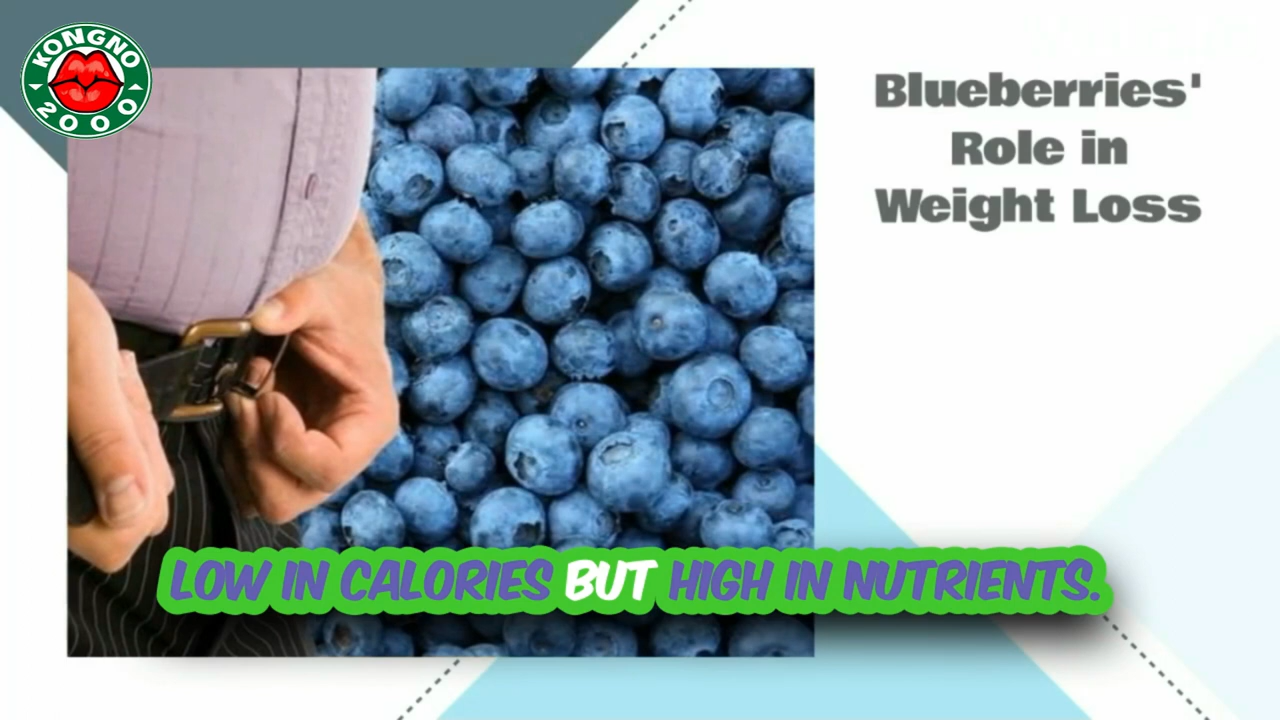 KONGNO
2000
Blueberries'
Role in
Weight Loss
LOW IN CALORIES BUT HIGH IN NUTRIENTS.